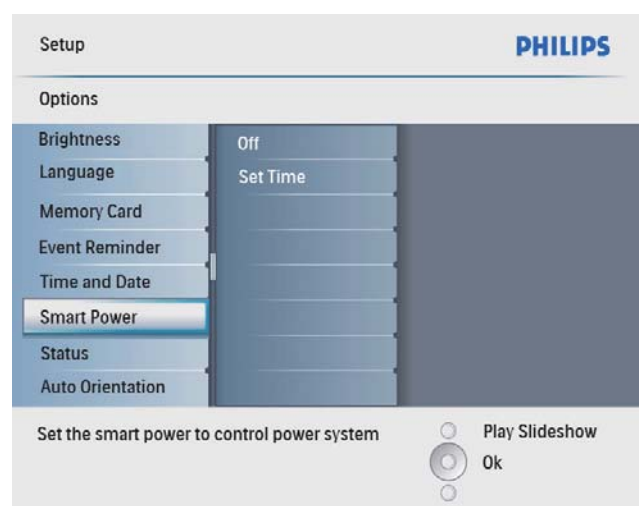 Setup
PHILIPS
Options
Brightness
Language
Memory Card
Event Reminder
Time and Date
Smart Power
Status
Auto Orientation
Off
Set Time
Set the smart power to control power system
Play Slideshow
Ok